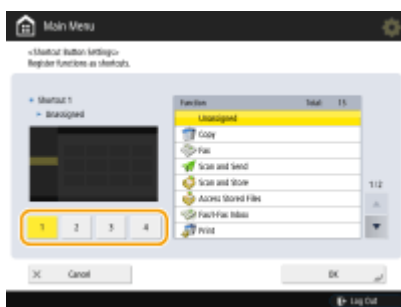 Main Menu
<Shortcut Button Settings>
Register functions as shortcuts.
Shortcut 1
Unassigned
Function Total: 15
Unassigned
Copy
Fax
Scan and Send
Scan and Store
Access Stored Files
Fax/I-Fax Inbox
Print
1/2
1 2 3 4
Cancel
OK
Log Out